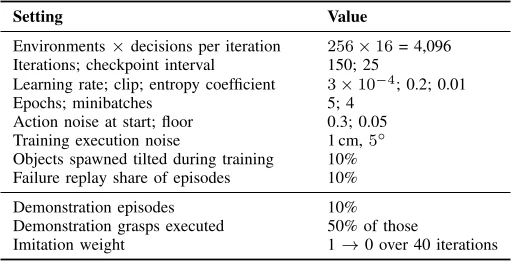 Setting Value
Environments × decisions per iteration 256 × 16 = 4,096
Iterations; checkpoint interval 150; 25
Learning rate; clip; entropy coefficient 3 × 10⁻⁴; 0.2; 0.01
Epochs; minibatches 5; 4
Action noise at start; floor 0.3; 0.05
Training execution noise 1 cm, 5°
Objects spawned tilted during training 10%
Failure replay share of episodes 10%
Demonstration episodes 10%
Demonstration grasps executed 50% of those
Imitation weight 1 → 0 over 40 iterations